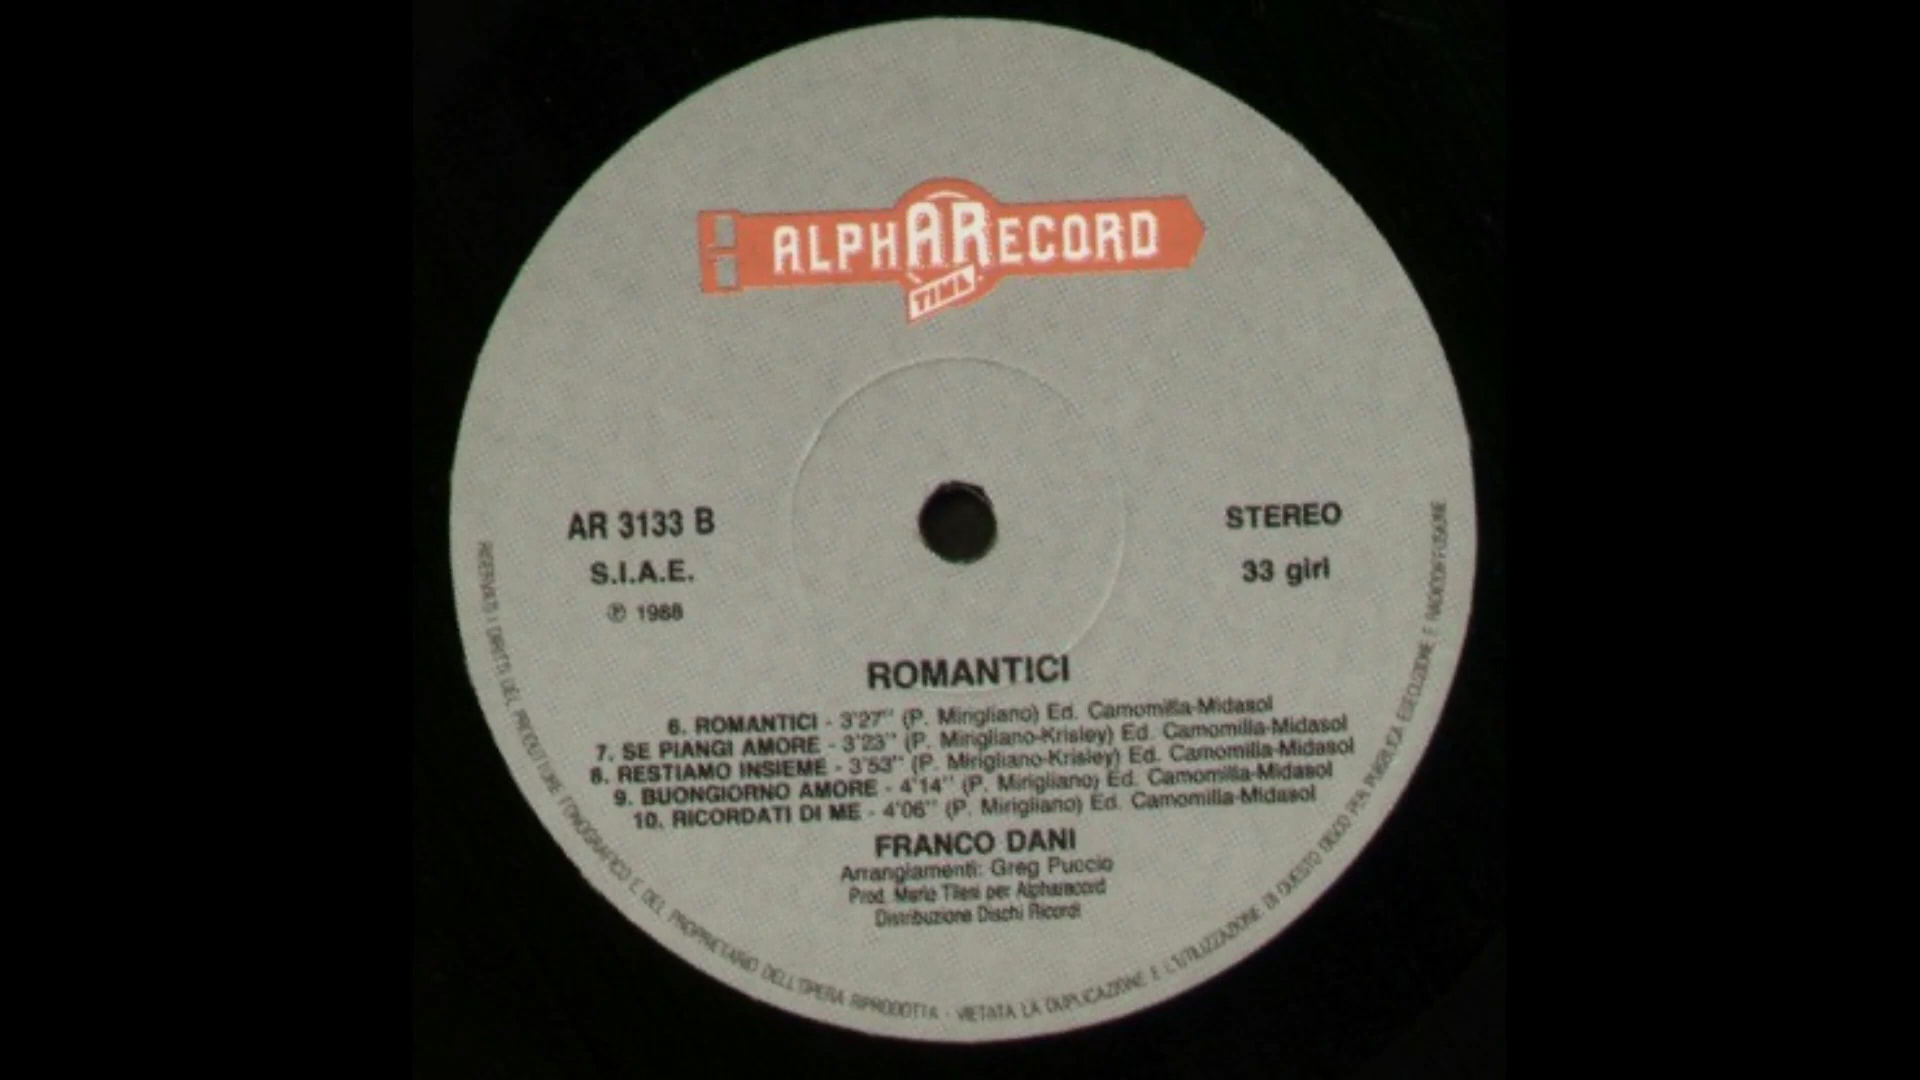 ALPHARECORD
TIME
AR 3133 B
S.I.A.E.
℗ 1988
STEREO
33 giri
ROMANTICI
6. ROMANTICI - 3'27" (P. Mirigliano) Ed. Camomilla-Midasol
7. SE PIANGI AMORE - 3'23" (P. Mirigliano-Krisley) Ed. Camomilla-Midasol
8. RESTIAMO INSIEME - 3'53" (P. Mirigliano-Krisley) Ed. Camomilla-Midasol
9. BUONGIORNO AMORE - 4'14" (P. Mirigliano) Ed. Camomilla-Midasol
10. RICORDATI DI ME - 4'06" (P. Mirigliano) Ed. Camomilla-Midasol
FRANCO DANI
Arrangiamenti: Greg Puccio
Prod. Mario Tilesi per Alpharecord
Distribuzione Dischi Ricordi
RISERVATI I DIRITTI DEL PRODUTTORE FONOGRAFICO E DEL PROPRIETARIO DELL'OPERA RIPRODOTTA - VIETATA LA DUPLICAZIONE E L'UTILIZZAZIONE DI QUESTO DISCO PER PUBBLICA ESECUZIONE E RADIODIFFUSIONE